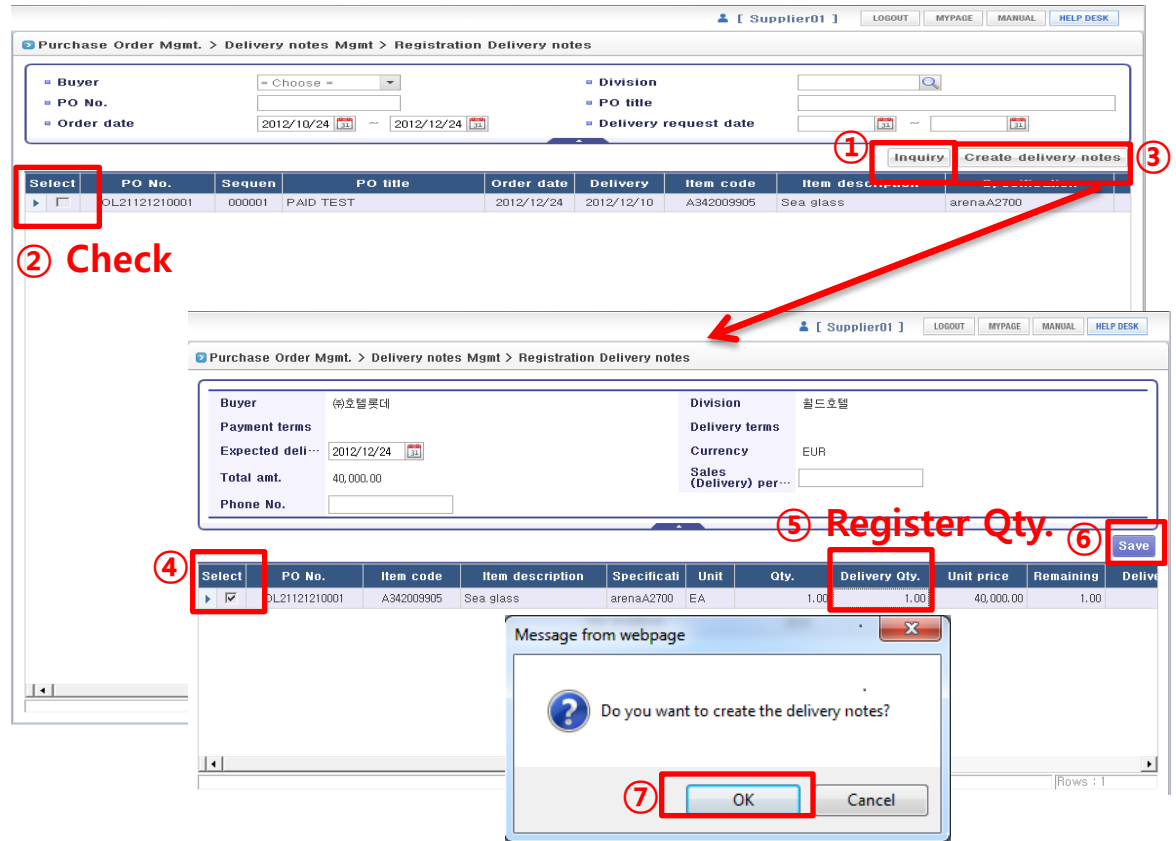 [ Supplier01 ] LOGOUT MYPAGE MANUAL HELP DESK
Purchase Order Mgmt. > Delivery notes Mgmt > Registration Delivery notes
Buyer = Choose = Division
PO No. PO title
Order date 2012/10/24 31 ~ 2012/12/24 31 Delivery request date 31 ~ 31
① Inquiry Create delivery notes ③
Select PO No. Sequen PO title Order date Delivery Item code Item description
OL21121210001 000001 PAID TEST 2012/12/24 2012/12/10 A342009905 Sea glass arenaA2700
② Check
[ Supplier01 ] LOGOUT MYPAGE MANUAL HELP DESK
Purchase Order Mgmt. > Delivery notes Mgmt > Registration Delivery notes
Buyer ㈜호텔롯데 Division 월드호텔
Payment terms Delivery terms
Expected deli··· 2012/12/24 31 Currency EUR
Total amt. 40,000.00 Sales
(Delivery) per···
Phone No.
⑤ Register Qty. ⑥ Save
④ Select PO No. Item code Item description Specificati Unit Qty. Delivery Qty. Unit price Remaining Delive
OL21121210001 A342009905 Sea glass arenaA2700 EA 1.00 1.00 40,000.00 1.00
Message from webpage
Do you want to create the delivery notes?
⑦ OK Cancel
Rows : 1